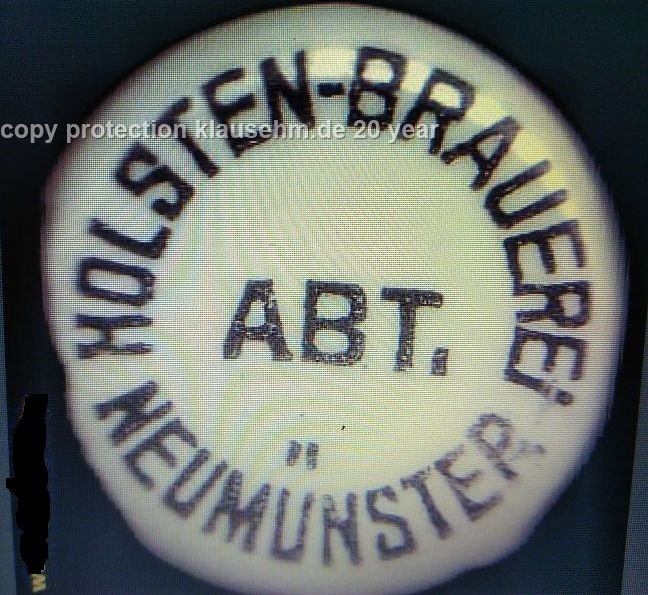 HOLSTEN-BRAUEREi
copy protection klausehm.de 20 year
ABT.
NEUMÜNSTER